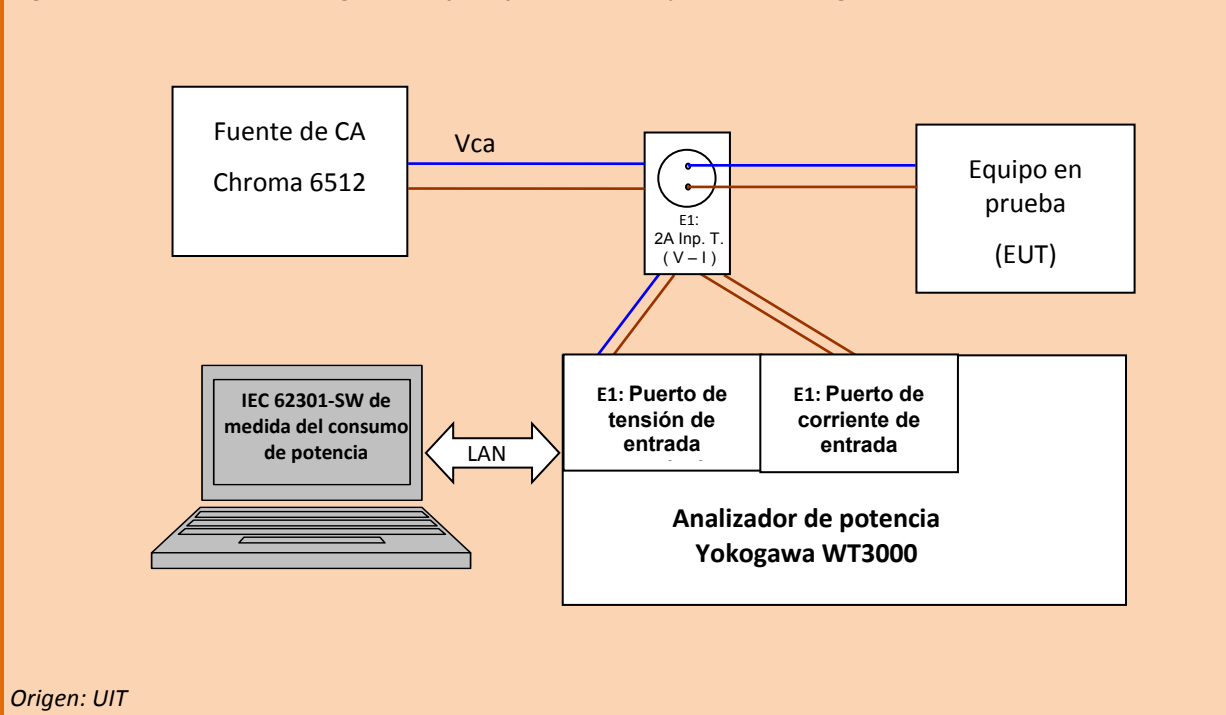 Fuente de CA
Chroma 6512
Vca
E1:
2A Inp. T.
( V – I )
Equipo en
prueba
(EUT)
IEC 62301-SW de
medida del consumo
de potencia
LAN
E1: Puerto de
tensión de
entrada
E1: Puerto de
corriente de
entrada
Analizador de potencia
Yokogawa WT3000
Origen: UIT